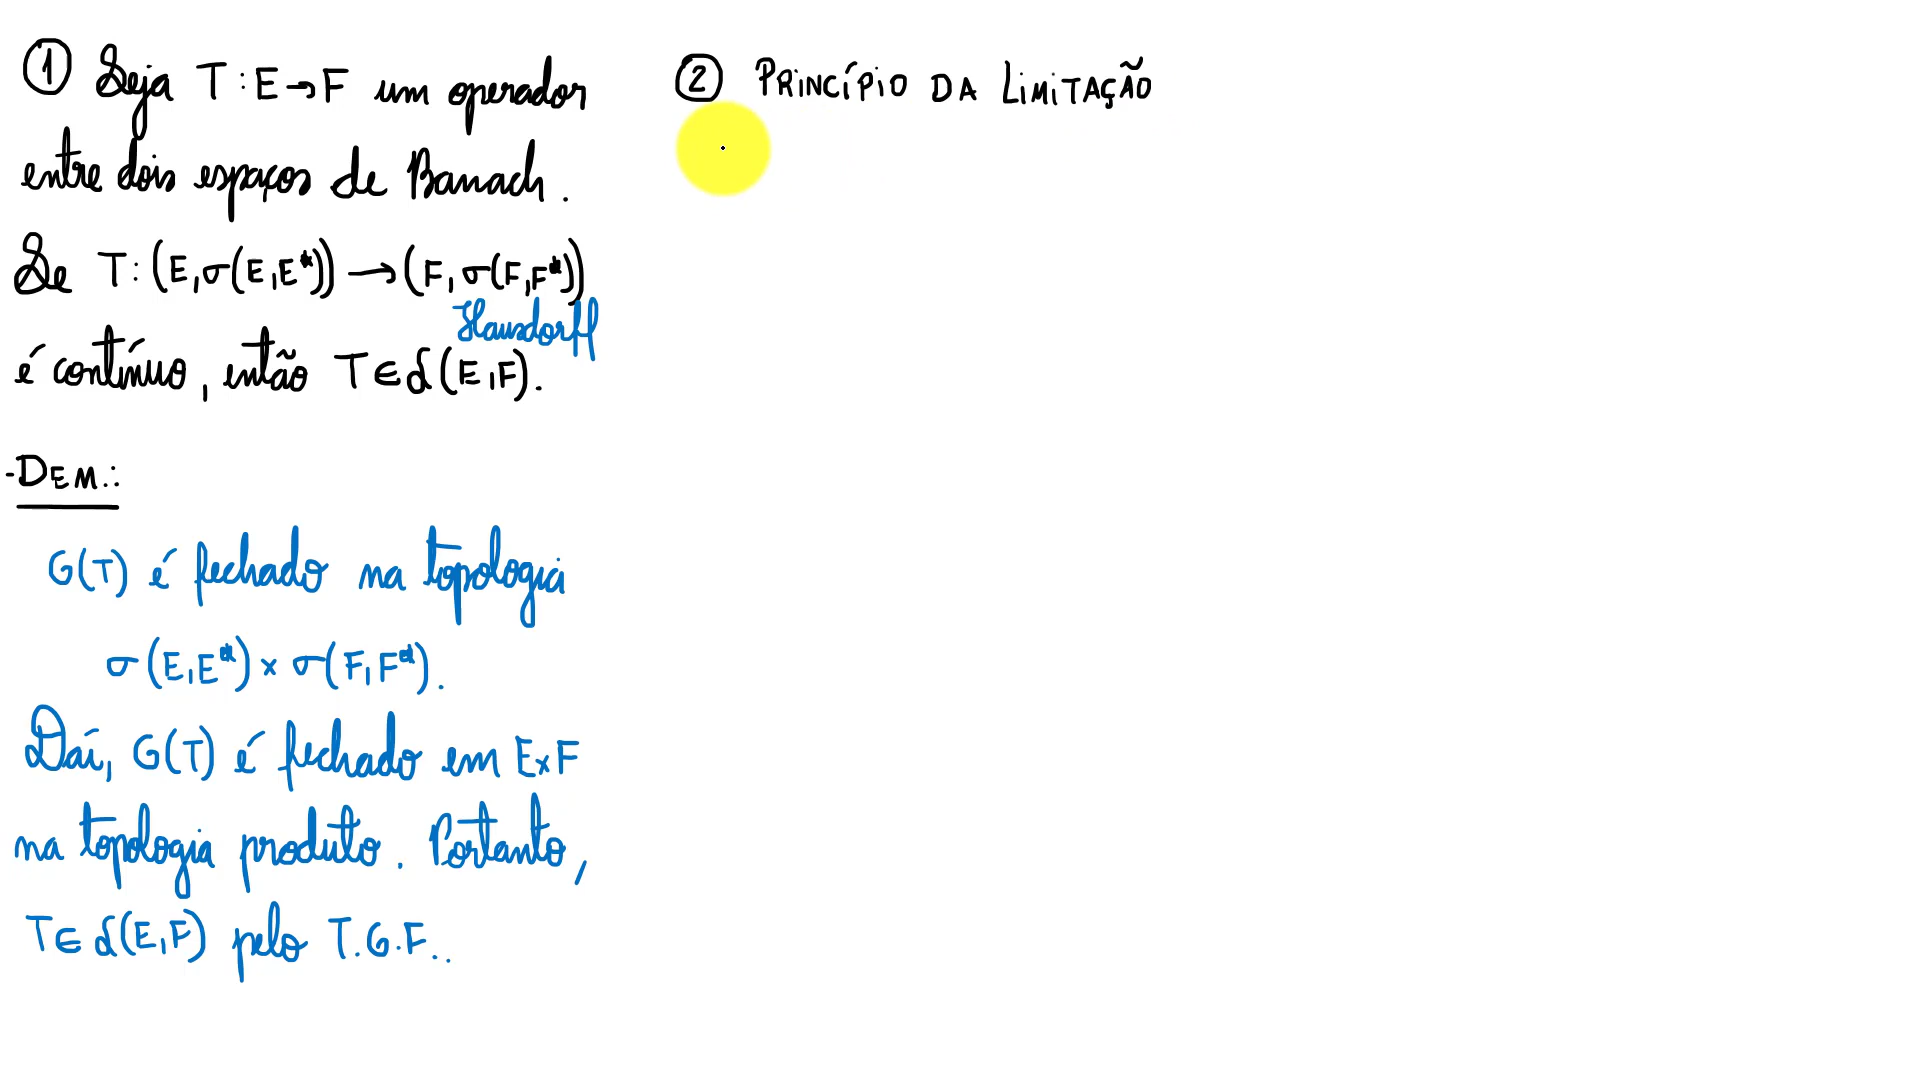 ① Seja T : E → F um operador
entre dois espaços de Banach.
Se T : (E, σ(E, E*)) → (F, σ(F, F*))
Hausdorff
é contínuo, então T ∈ ℒ(E, F).
- DEM.:
G(T) é fechado na topologia
σ(E, E*) × σ(F, F*).
Daí, G(T) é fechado em E×F
na topologia produto. Portanto,
T ∈ ℒ(E, F) pelo T.G.F..
② PRINCÍPIO DA LIMITAÇÃO